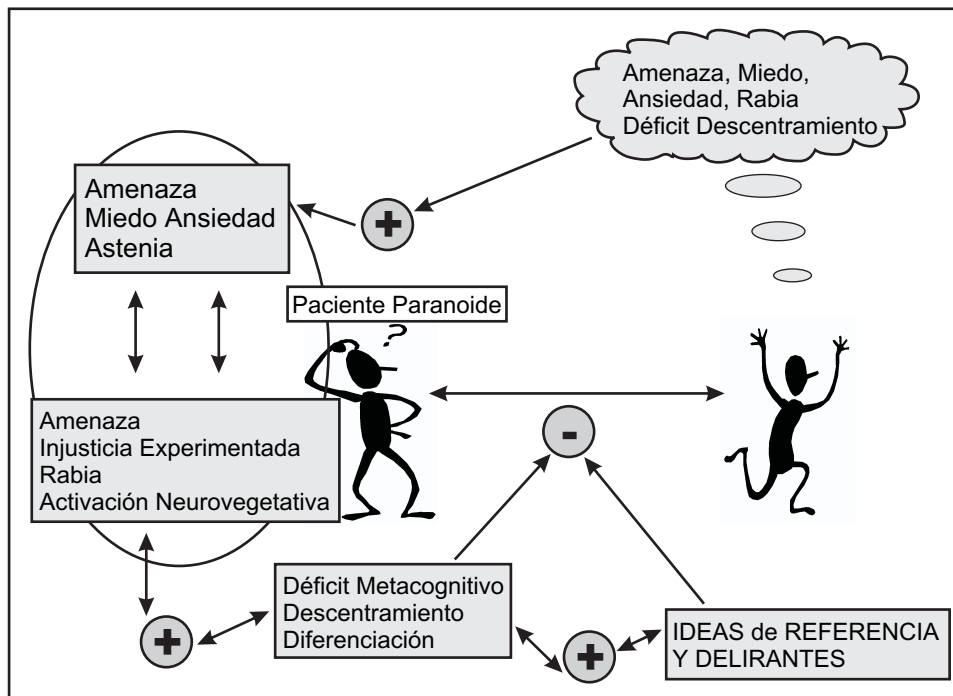 Amenaza, Miedo,
Ansiedad, Rabia
Déficit Descentramiento
Amenaza
Miedo Ansiedad
Astenia
+
Paciente Paranoide
?
Amenaza
Injusticia Experimentada
Rabia
Activación Neurovegetativa
-
Déficit Metacognitivo
Descentramiento
Diferenciación
+
+
IDEAS de REFERENCIA
Y DELIRANTES